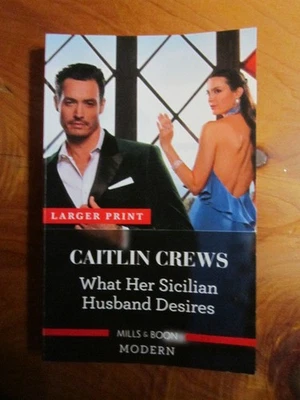 LARGER PRINT
CAITLIN CREWS
What Her Sicilian
Husband Desires
MILLS & BOON
MODERN